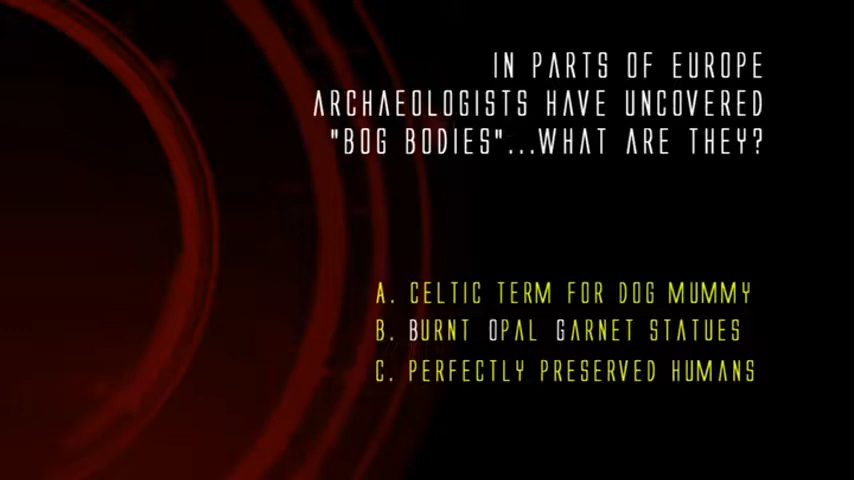 IN PARTS OF EUROPE
ARCHAEOLOGISTS HAVE UNCOVERED
"BOG BODIES"...WHAT ARE THEY?
A. CELTIC TERM FOR DOG MUMMY
B. BURNT OPAL GARNET STATUES
C. PERFECTLY PRESERVED HUMANS